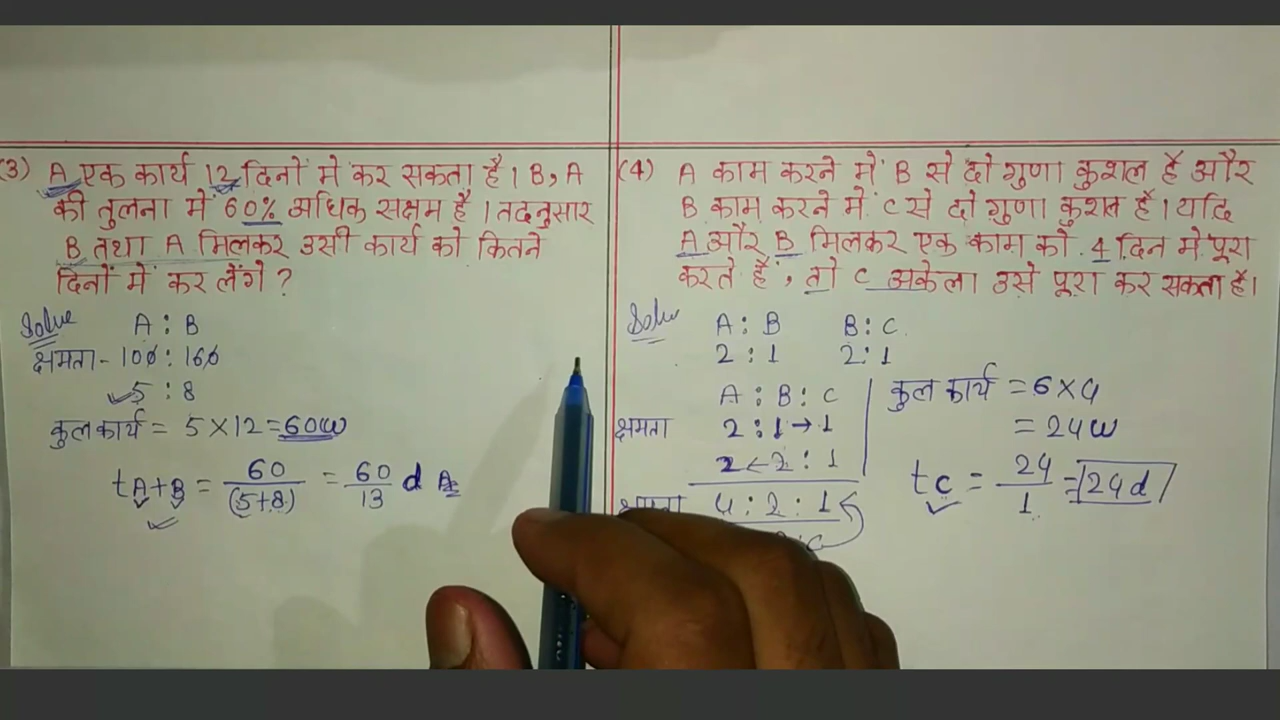 (3) A एक कार्य 12 दिनों में कर सकता है। B, A
की तुलना में 60% अधिक सक्षम है। तदनुसार
B तथा A मिलकर उसी कार्य को कितने
दिनों में कर लेंगे ?
Solve A : B
क्षमता - 100 : 160
5 : 8
कुल कार्य = 5 × 12 = 60w
tA+B = 60/(5+8) = 60/13 d
(4) A काम करने में B से दो गुणा कुशल है और
B काम करने में C से दो गुणा कुशल है। यदि
A और B मिलकर एक काम को 4 दिन में पूरा
करते हैं, तो C अकेला उसे पूरा कर सकता है।
A : B B : C
2 : 1 2 : 1
A : B : C
क्षमता 2 : 1 → 1
2 ← 2 : 1
4 : 2 : 1
कुल कार्य = 6 × 4
= 24w
tC = 24/1 = 24d